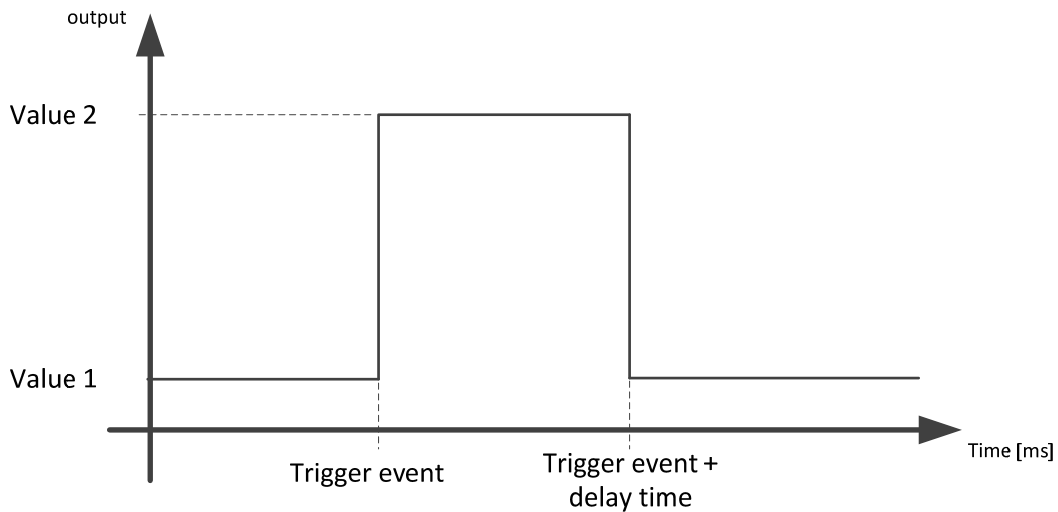 output
Value 2
Value 1
Time [ms]
Trigger event
Trigger event +
delay time